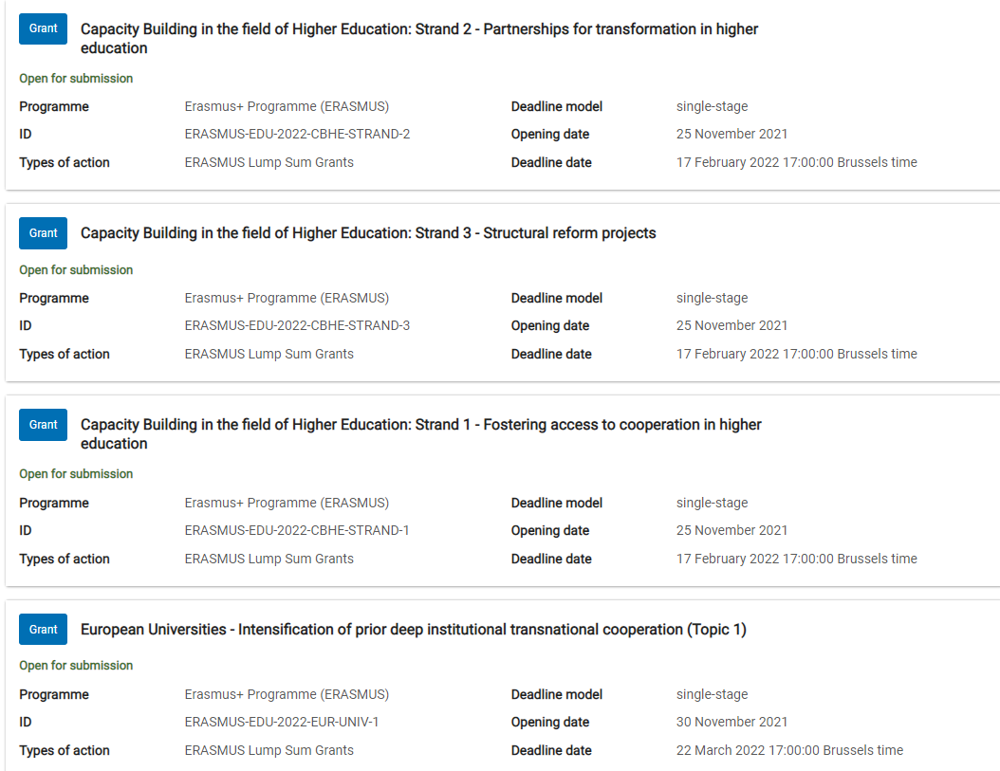 Grant
Capacity Building in the field of Higher Education: Strand 2 - Partnerships for transformation in higher
education
Open for submission
Programme Erasmus+ Programme (ERASMUS) Deadline model single-stage
ID ERASMUS-EDU-2022-CBHE-STRAND-2 Opening date 25 November 2021
Types of action ERASMUS Lump Sum Grants Deadline date 17 February 2022 17:00:00 Brussels time
Grant
Capacity Building in the field of Higher Education: Strand 3 - Structural reform projects
Open for submission
Programme Erasmus+ Programme (ERASMUS) Deadline model single-stage
ID ERASMUS-EDU-2022-CBHE-STRAND-3 Opening date 25 November 2021
Types of action ERASMUS Lump Sum Grants Deadline date 17 February 2022 17:00:00 Brussels time
Grant
Capacity Building in the field of Higher Education: Strand 1 - Fostering access to cooperation in higher
education
Open for submission
Programme Erasmus+ Programme (ERASMUS) Deadline model single-stage
ID ERASMUS-EDU-2022-CBHE-STRAND-1 Opening date 25 November 2021
Types of action ERASMUS Lump Sum Grants Deadline date 17 February 2022 17:00:00 Brussels time
Grant
European Universities - Intensification of prior deep institutional transnational cooperation (Topic 1)
Open for submission
Programme Erasmus+ Programme (ERASMUS) Deadline model single-stage
ID ERASMUS-EDU-2022-EUR-UNIV-1 Opening date 30 November 2021
Types of action ERASMUS Lump Sum Grants Deadline date 22 March 2022 17:00:00 Brussels time